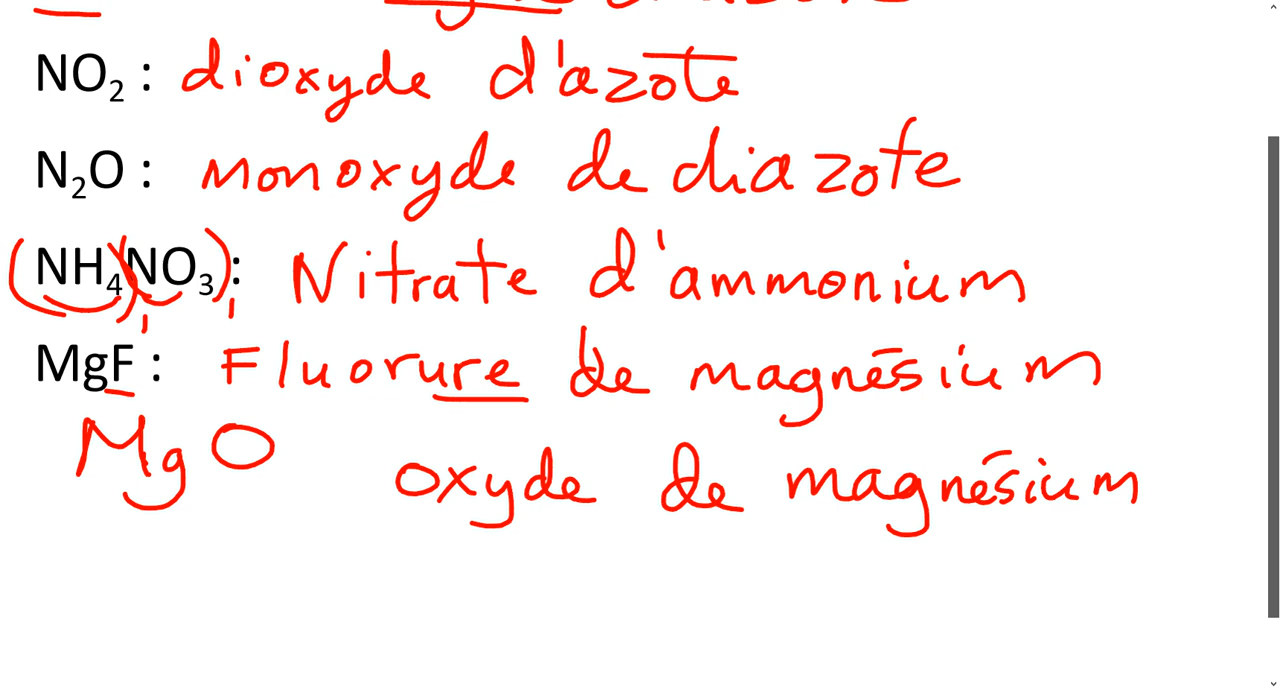 NO₂ : dioxyde d'azote
N₂O : monoxyde de diazote
(NH₄)(NO₃) : Nitrate d'ammonium
MgF : Fluorure de magnésium
MgO oxyde de magnésium